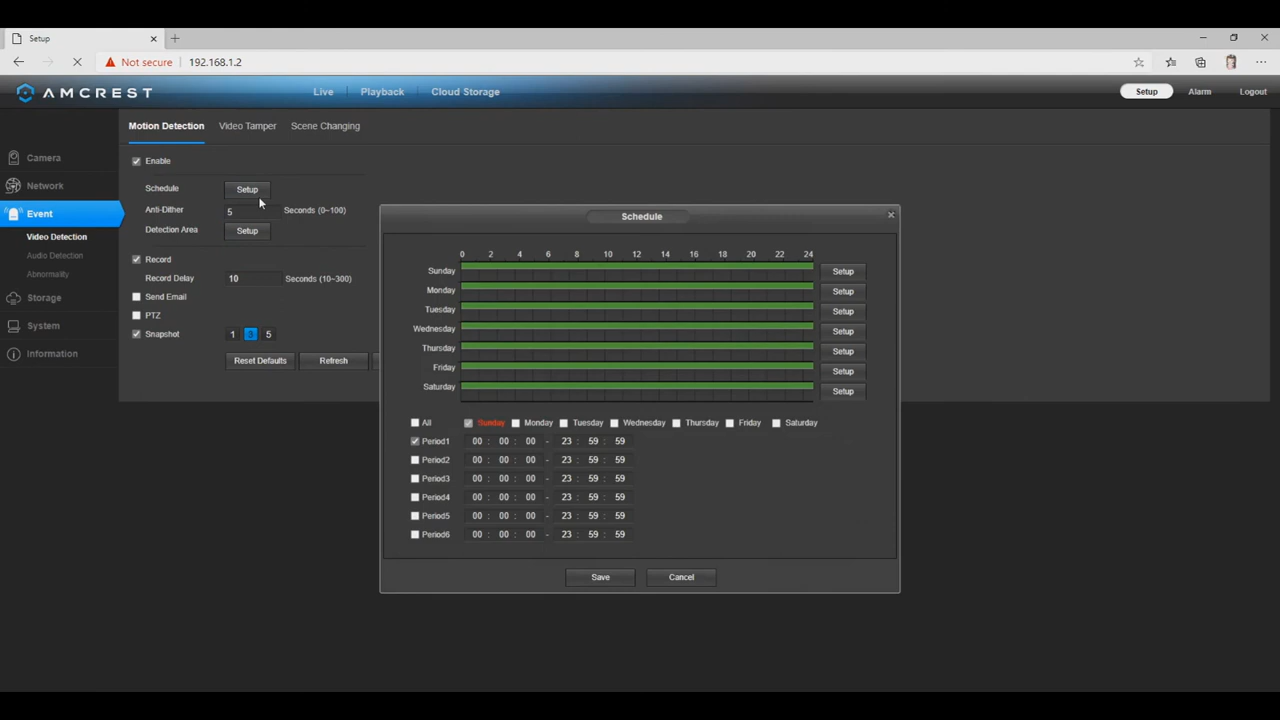 Setup
Not secure 192.168.1.2
AMCREST Live Playback Cloud Storage Setup Alarm Logout
Motion Detection Video Tamper Scene Changing
Camera
Network
Event
Video Detection
Audio Detection
Abnormality
Storage
System
Information
Enable
Schedule Setup
Anti-Dither 5 Seconds (0~100)
Detection Area Setup
Record
Record Delay 10 Seconds (10~300)
Send Email
PTZ
Snapshot 1 3 5
Reset Defaults Refresh
Schedule
0 2 4 6 8 10 12 14 16 18 20 22 24
Sunday Setup
Monday Setup
Tuesday Setup
Wednesday Setup
Thursday Setup
Friday Setup
Saturday Setup
All Sunday Monday Tuesday Wednesday Thursday Friday Saturday
Period1 00 : 00 : 00 - 23 : 59 : 59
Period2 00 : 00 : 00 - 23 : 59 : 59
Period3 00 : 00 : 00 - 23 : 59 : 59
Period4 00 : 00 : 00 - 23 : 59 : 59
Period5 00 : 00 : 00 - 23 : 59 : 59
Period6 00 : 00 : 00 - 23 : 59 : 59
Save Cancel